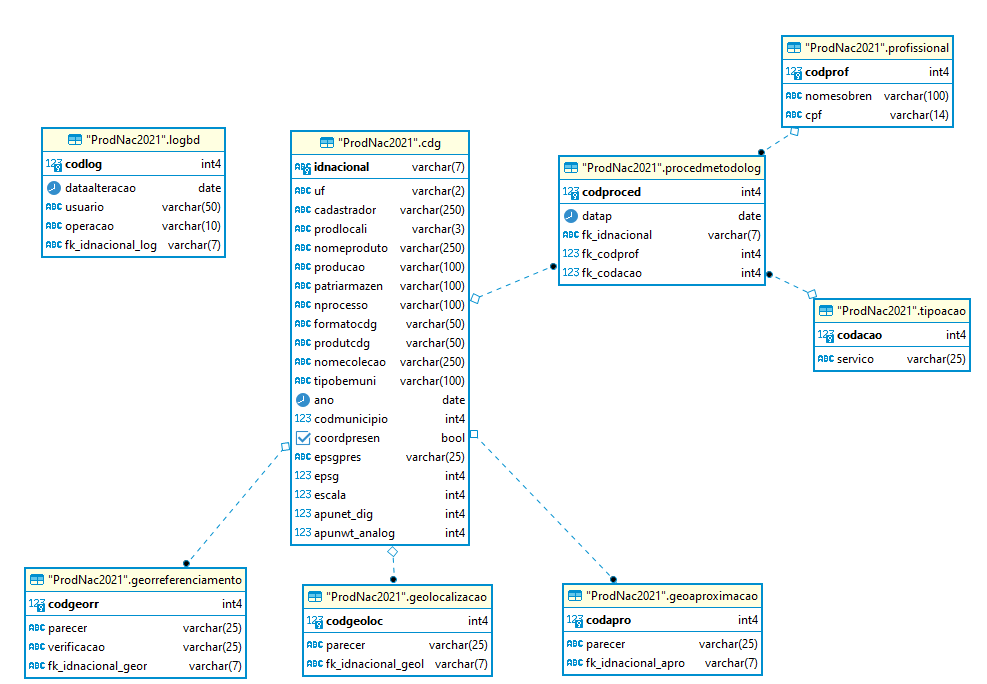 "ProdNac2021".profissional
123 codprof int4
ABC nomesobren varchar(100)
ABC cpf varchar(14)
"ProdNac2021".logbd
123 codlog int4
dataalteracao date
ABC usuario varchar(50)
ABC operacao varchar(10)
ABC fk_idnacional_log varchar(7)
"ProdNac2021".cdg
ABC idnacional varchar(7)
ABC uf varchar(2)
ABC cadastrador varchar(250)
ABC prodlocali varchar(3)
ABC nomeproduto varchar(250)
ABC producao varchar(100)
ABC patriarmazen varchar(100)
ABC nprocesso varchar(100)
ABC formatocdg varchar(50)
ABC produtcdg varchar(50)
ABC nomecolecao varchar(250)
ABC tipobemuni varchar(100)
ano date
123 codmunicipio int4
coordpresen bool
ABC epsgpres varchar(25)
123 epsg int4
123 escala int4
123 apunet_dig int4
123 apunwt_analog int4
"ProdNac2021".procedmetodolog
123 codproced int4
datap date
ABC fk_idnacional varchar(7)
123 fk_codprof int4
123 fk_codacao int4
"ProdNac2021".tipoacao
123 codacao int4
ABC servico varchar(25)
"ProdNac2021".georreferenciamento
123 codgeorr int4
ABC parecer varchar(25)
ABC verificacao varchar(25)
ABC fk_idnacional_geor varchar(7)
"ProdNac2021".geolocalizacao
123 codgeoloc int4
ABC parecer varchar(25)
ABC fk_idnacional_geol varchar(7)
"ProdNac2021".geoaproximacao
123 codapro int4
ABC parecer varchar(25)
ABC fk_idnacional_apro varchar(7)